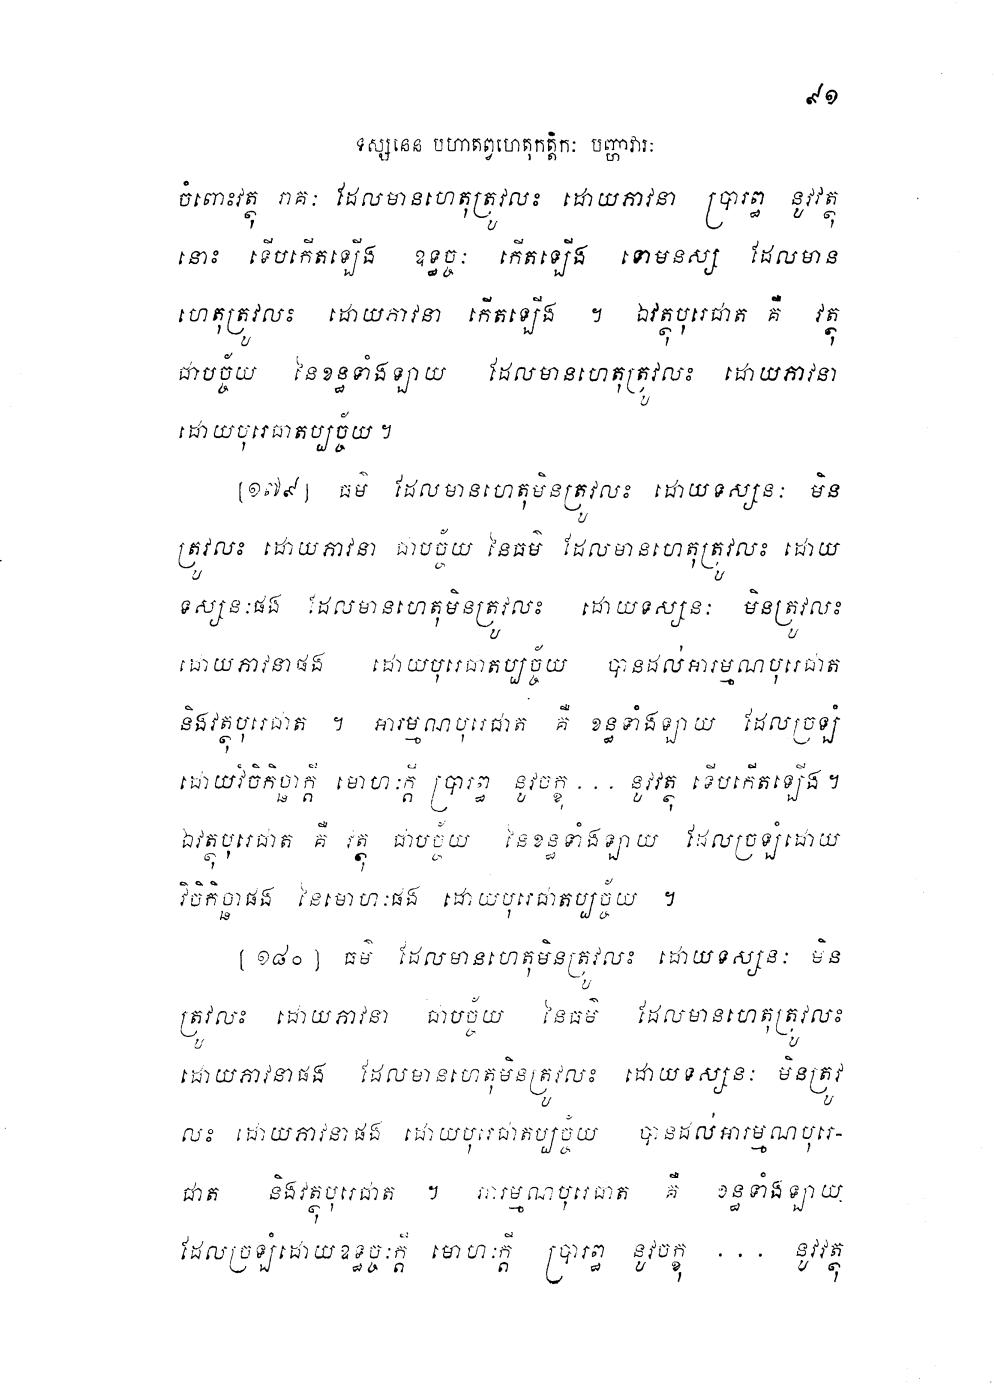 ៩១
ទស្សនេន បហាតព្វហេតុកត្តិកៈ បញ្ហាវារៈ
ចំពោះវត្ថុ រាគៈ ដែលមានហេតុត្រូវលះ ដោយភាវនា ប្រារព្ធ នូវវត្ថុ
នោះ ទើបកើតឡើង ឧទ្ធច្ចៈ កើតឡើង ទោមនស្ស ដែលមាន
ហេតុត្រូវលះ ដោយភាវនា កើតឡើង ។ ឯវត្ថុបុរេជាត គឺ វត្ថុ
ជាបច្ច័យ នៃខន្ធទាំងឡាយ ដែលមានហេតុត្រូវលះ ដោយភាវនា
ដោយបុរេជាតប្បច្ច័យ ។
[១៧៩] ធម៌ ដែលមានហេតុមិនត្រូវលះ ដោយទស្សនៈ មិន
ត្រូវលះ ដោយភាវនា ជាបច្ច័យ នៃធម៌ ដែលមានហេតុត្រូវលះ ដោយ
ទស្សនៈផង ដែលមានហេតុមិនត្រូវលះ ដោយទស្សនៈ មិនត្រូវលះ
ដោយភាវនាផង ដោយបុរេជាតប្បច្ច័យ បានដល់អារម្មណបុរេជាត
និងវត្ថុបុរេជាត ។ អារម្មណបុរេជាត គឺ ខន្ធទាំងឡាយ ដែលច្រឡំ
ដោយវិចិកិច្ឆាក្តី មោហៈក្តី ប្រារព្ធ នូវចក្ខុ ... នូវវត្ថុ ទើបកើតឡើង ។
ឯវត្ថុបុរេជាត គឺ វត្ថុ ជាបច្ច័យ នៃខន្ធទាំងឡាយ ដែលច្រឡំដោយ
វិចិកិច្ឆាផង នៃមោហៈផង ដោយបុរេជាតប្បច្ច័យ ។
[១៨០] ធម៌ ដែលមានហេតុមិនត្រូវលះ ដោយទស្សនៈ មិន
ត្រូវលះ ដោយភាវនា ជាបច្ច័យ នៃធម៌ ដែលមានហេតុត្រូវលះ
ដោយភាវនាផង ដែលមានហេតុមិនត្រូវលះ ដោយទស្សនៈ មិនត្រូវ
លះ ដោយភាវនាផង ដោយបុរេជាតប្បច្ច័យ បានដល់អារម្មណបុរេ-
ជាត និងវត្ថុបុរេជាត ។ អារម្មណបុរេជាត គឺ ខន្ធទាំងឡាយ
ដែលច្រឡំដោយឧទ្ធច្ចៈក្តី មោហៈក្តី ប្រារព្ធ នូវចក្ខុ ... នូវវត្ថុ